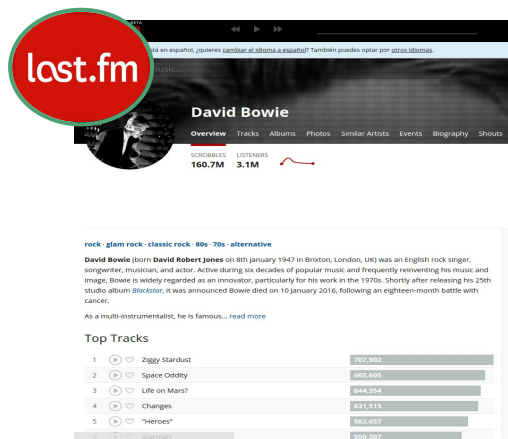 BETA
last.fm
stá en español, ¿quieres cambiar el idioma a español? También puedes optar por otros idiomas.
music...
David Bowie
Overview Tracks Albums Photos Similar Artists Events Biography Shouts
SCROBBLES LISTENERS
160.7M 3.1M
rock · glam rock · classic rock · 80s · 70s · alternative
David Bowie (born David Robert Jones on 8th January 1947 in Brixton, London, UK) was an English rock singer,
songwriter, musician, and actor. Active during six decades of popular music and frequently reinventing his music and
image, Bowie is widely regarded as an innovator, particularly for his work in the 1970s. Shortly after releasing his 25th
studio album Blackstar, it was announced Bowie died on 10 January 2016, following an eighteen-month battle with
cancer.
As a multi-instrumentalist, he is famous... read more
Top Tracks
1 Ziggy Stardust 707,902
2 Space Oddity 665,605
3 Life on Mars? 644,354
4 Changes 631,515
5 "Heroes" 582,657
6 Starman 550,207